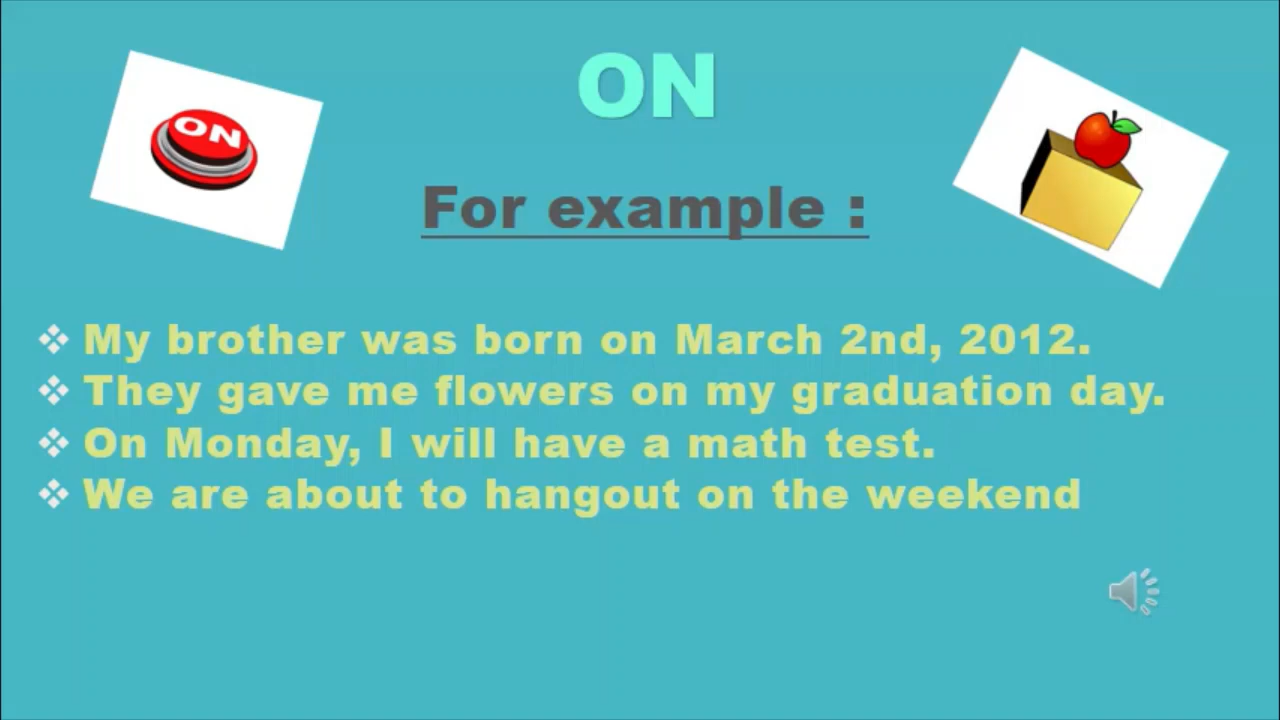 ON
ON
For example :
My brother was born on March 2nd, 2012.
They gave me flowers on my graduation day.
On Monday, I will have a math test.
We are about to hangout on the weekend